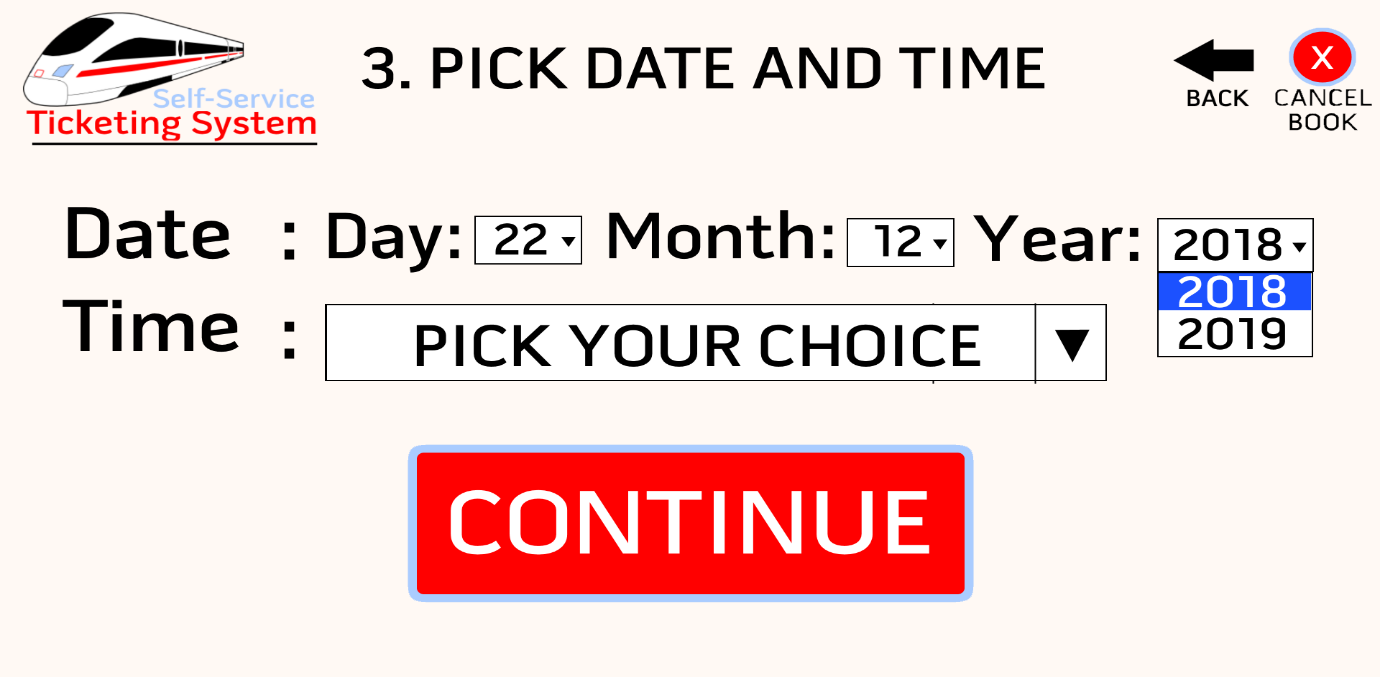 Self-Service
Ticketing System
3. PICK DATE AND TIME
BACK
X
CANCEL
BOOK
Date : Day: 22 Month: 12 Year: 2018
2018
2019
Time : PICK YOUR CHOICE
CONTINUE